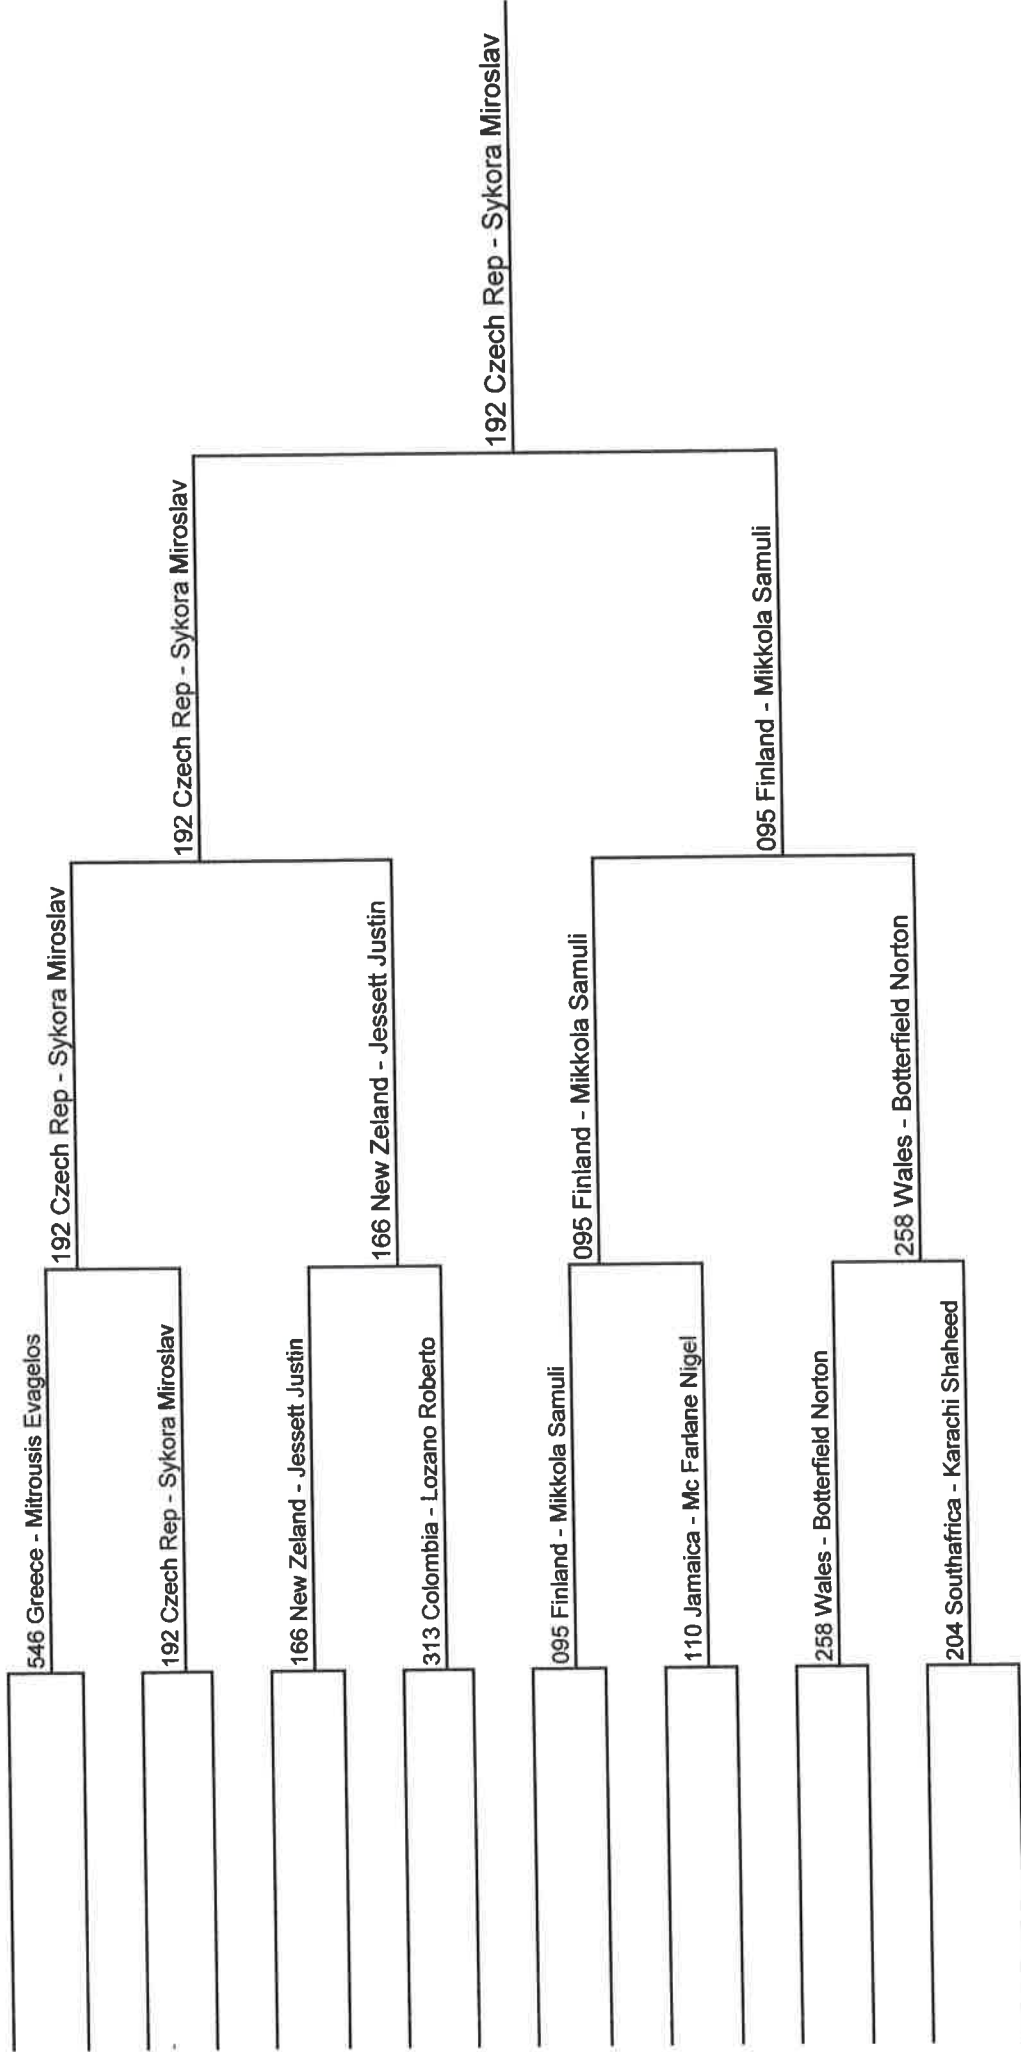 546 Greece - Mitrousis Evagelos
192 Czech Rep - Sykora Miroslav
166 New Zeland - Jessett Justin
313 Colombia - Lozano Roberto
095 Finland - Mikkola Samuli
110 Jamaica - Mc Farlane Nigel
258 Wales - Botterfield Norton
204 Southafrica - Karachi Shaheed
192 Czech Rep - Sykora Miroslav
166 New Zeland - Jessett Justin
095 Finland - Mikkola Samuli
258 Wales - Botterfield Norton
192 Czech Rep - Sykora Miroslav
095 Finland - Mikkola Samuli
192 Czech Rep - Sykora Miroslav